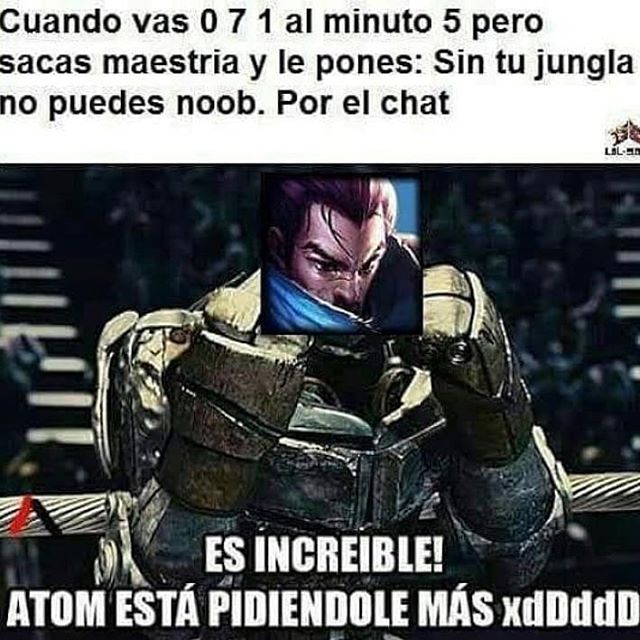 Cuando vas 0 7 1 al minuto 5 pero
sacas maestria y le pones: Sin tu jungla
no puedes noob. Por el chat
ES INCREIBLE!
ATOM ESTÁ PIDIENDOLE MÁS xdDddD